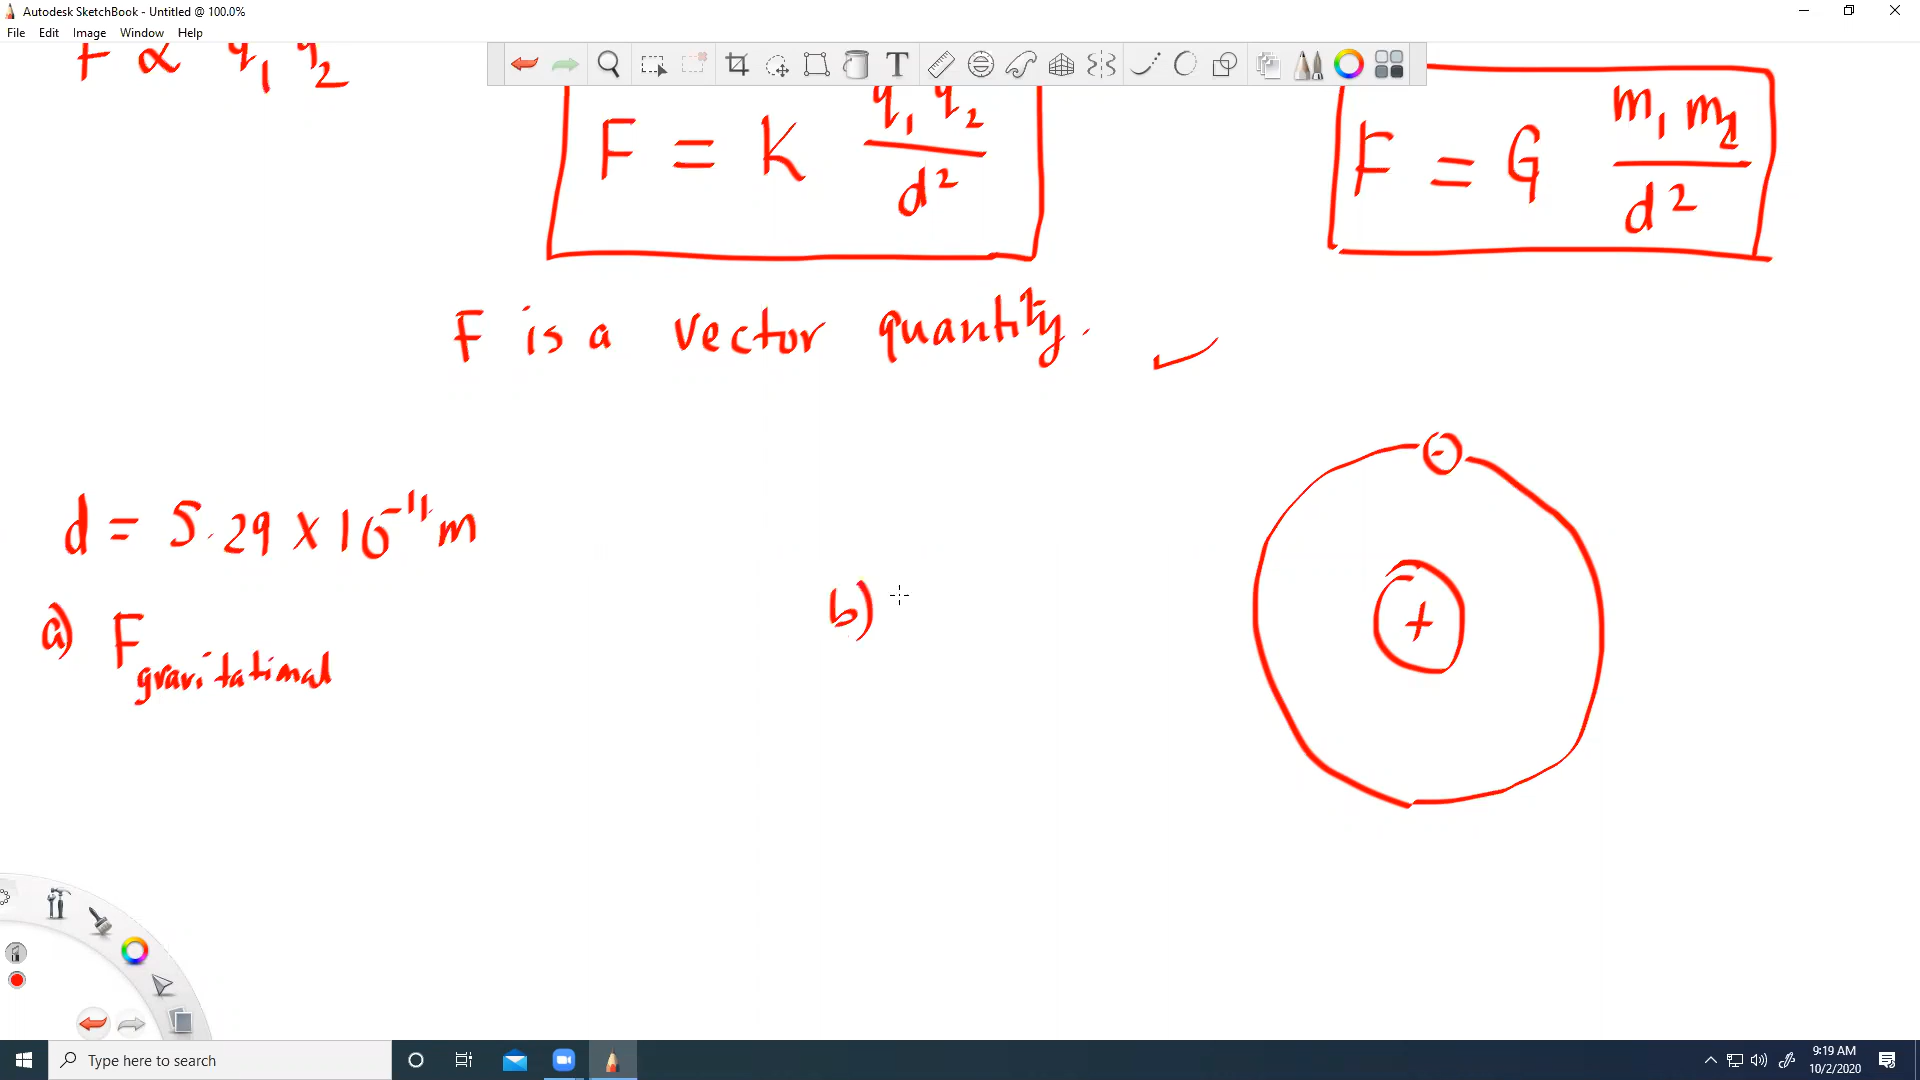 Autodesk SketchBook - Untitled @ 100.0%
File Edit Image Window Help
F ∝ q₁ q₂
F = K q₁ q₂ / d²
F = G m₁ m₂ / d²
F is a vector quantity.
d = 5.29 × 10⁻¹¹ m
a) F gravitational
b)
Type here to search
9:19 AM
10/2/2020